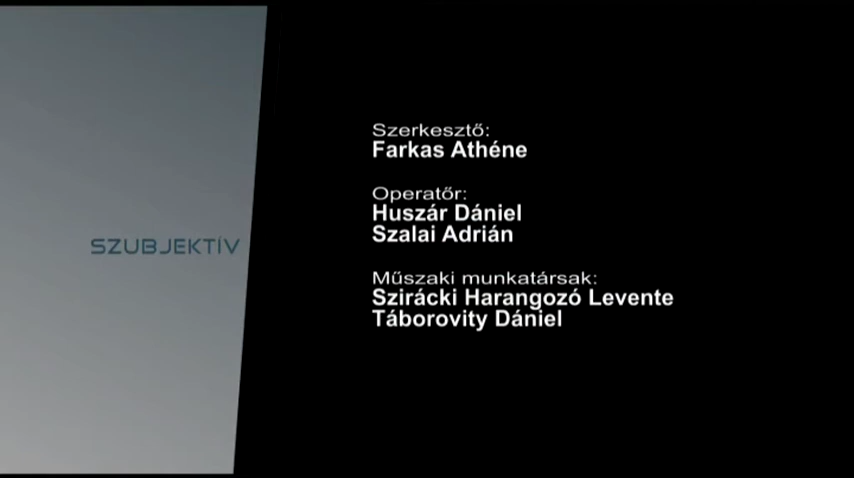 SZUBJEKTÍV
Szerkesztő:
Farkas Athéne
Operatőr:
Huszár Dániel
Szalai Adrián
Műszaki munkatársak:
Szirácki Harangozó Levente
Táborovity Dániel